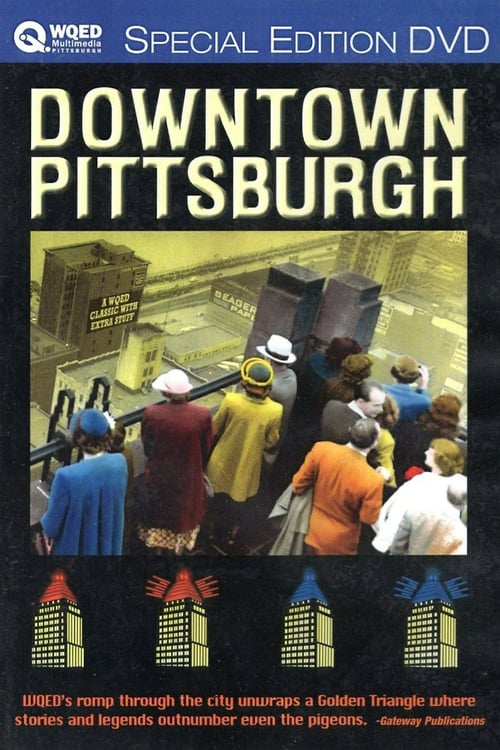 WQED
Multimedia
PITTSBURGH
SPECIAL EDITION DVD
DOWNTOWN
PITTSBURGH
A WQED
CLASSIC WITH
EXTRA STUFF
SEAGER
PAPE
WQED's romp through the city unwraps a Golden Triangle where
stories and legends outnumber even the pigeons. -Gateway Publications